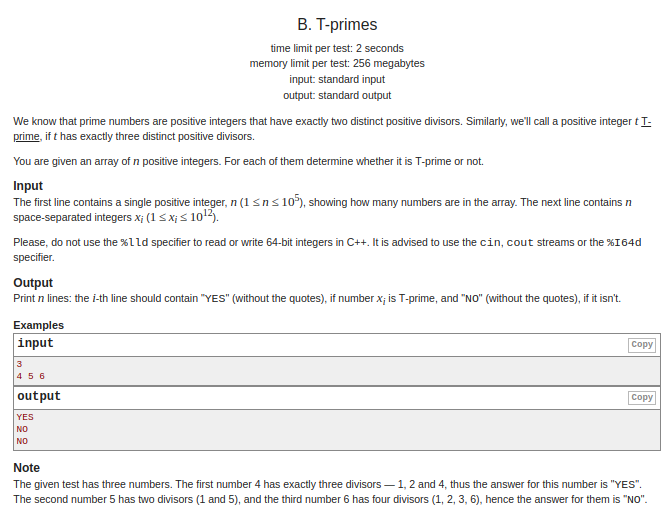 B. T-primes
time limit per test: 2 seconds
memory limit per test: 256 megabytes
input: standard input
output: standard output
We know that prime numbers are positive integers that have exactly two distinct positive divisors. Similarly, we'll call a positive integer t T-
prime, if t has exactly three distinct positive divisors.
You are given an array of n positive integers. For each of them determine whether it is T-prime or not.
Input
The first line contains a single positive integer, n (1 ≤ n ≤ 10^5), showing how many numbers are in the array. The next line contains n
space-separated integers x_i (1 ≤ x_i ≤ 10^12).
Please, do not use the %lld specifier to read or write 64-bit integers in C++. It is advised to use the cin, cout streams or the %I64d
specifier.
Output
Print n lines: the i-th line should contain "YES" (without the quotes), if number x_i is T-prime, and "NO" (without the quotes), if it isn't.
Examples
input
Copy
3
4 5 6
output
Copy
YES
NO
NO
Note
The given test has three numbers. The first number 4 has exactly three divisors — 1, 2 and 4, thus the answer for this number is "YES".
The second number 5 has two divisors (1 and 5), and the third number 6 has four divisors (1, 2, 3, 6), hence the answer for them is "NO".